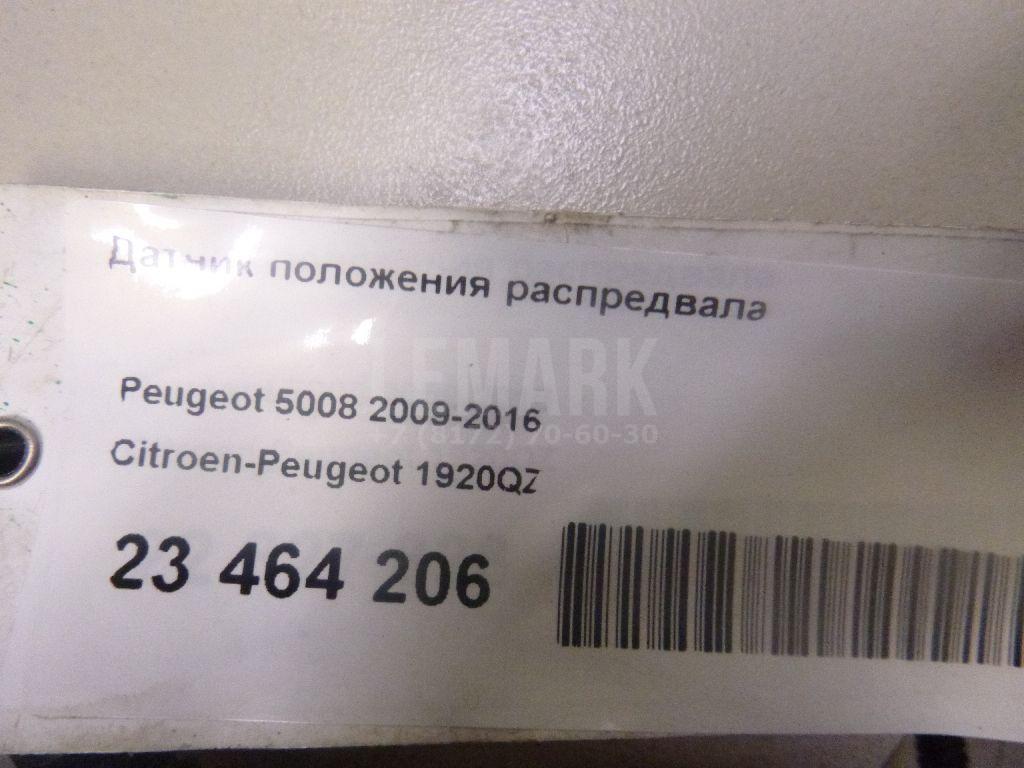 Датчик положения распредвала
LEMARK
Peugeot 5008 2009-2016
+7 (8172) 70-60-30
Citroen-Peugeot 1920QZ
23 464 206